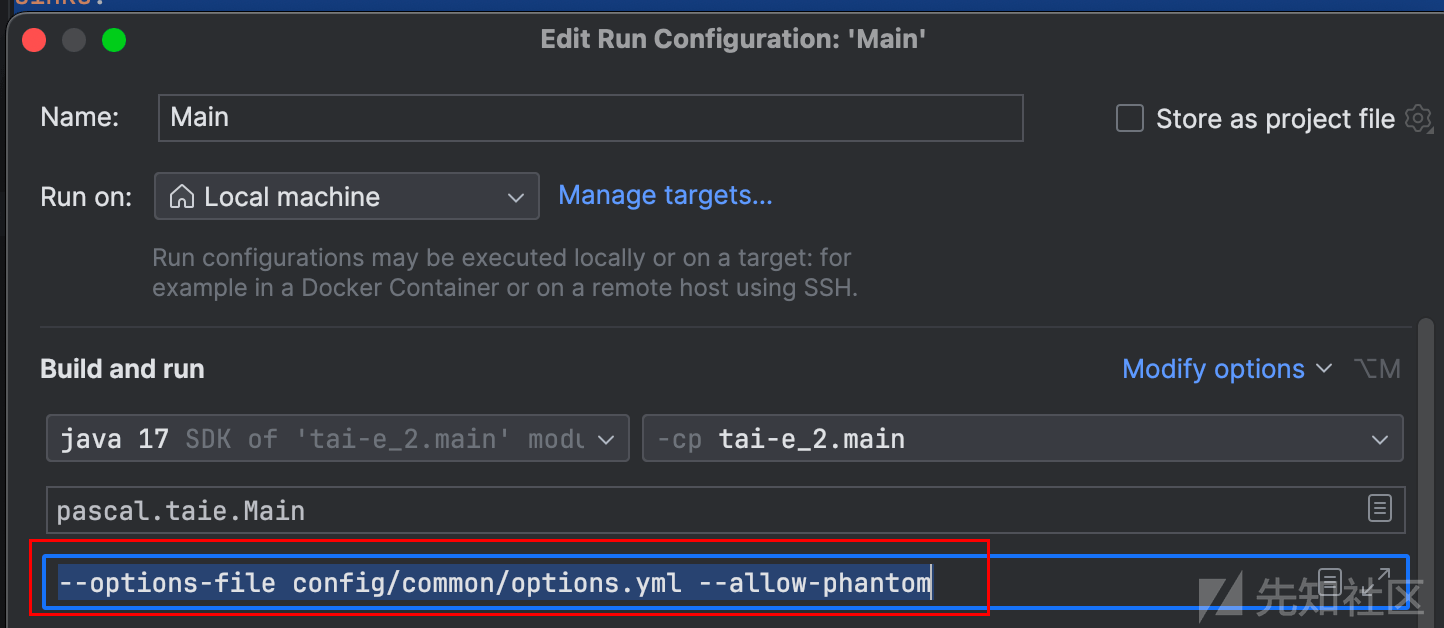 sinks:
Edit Run Configuration: 'Main'
Name: Main Store as project file
Run on: Local machine Manage targets...
Run configurations may be executed locally or on a target: for
example in a Docker Container or on a remote host using SSH.
Build and run Modify options ⌥M
java 17 SDK of 'tai-e_2.main' modu -cp tai-e_2.main
pascal.taie.Main
--options-file config/common/options.yml --allow-phantom
先知社区